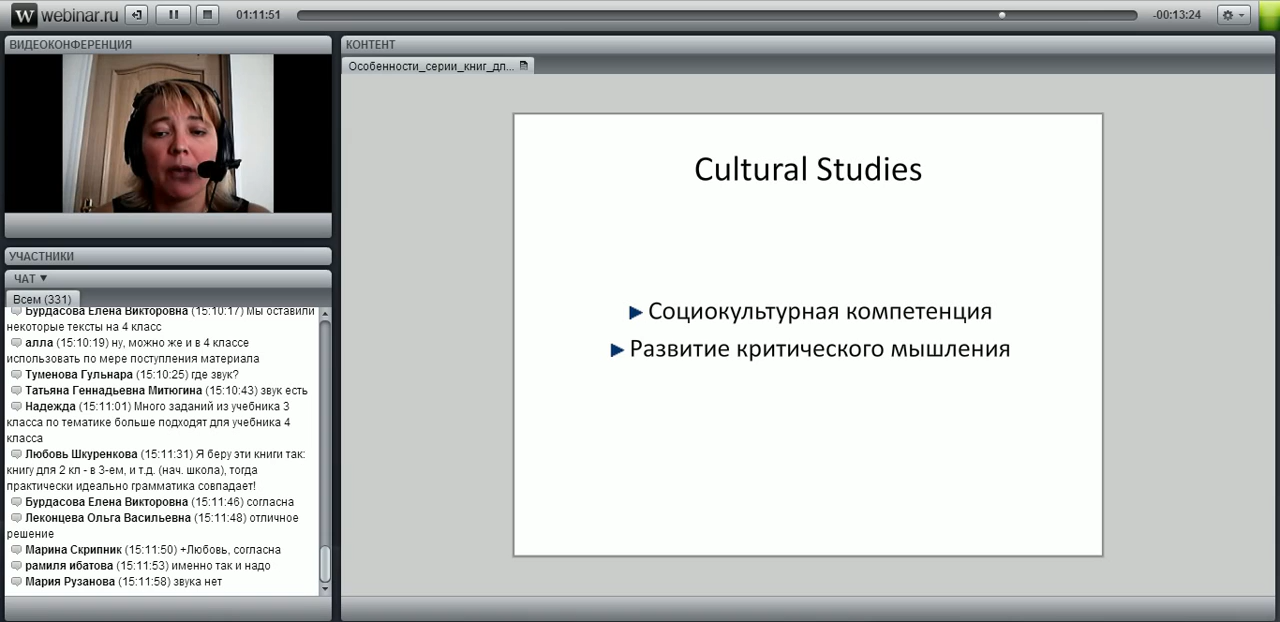 webinar.ru
01:11:51
-00:13:24
ВИДЕОКОНФЕРЕНЦИЯ
УЧАСТНИКИ
ЧАТ
Всем (331)
Бурдасова Елена Викторовна (15:10:17) Мы оставили
некоторые тексты на 4 класс
алла (15:10:19) ну, можно же и в 4 классе
использовать по мере поступления материала
Туменова Гульнара (15:10:25) где звук?
Татьяна Геннадьевна Митюгина (15:10:43) звук есть
Надежда (15:11:01) Много заданий из учебника 3
класса по тематике больше подходят для учебника 4
класса
Любовь Шкуренкова (15:11:31) Я беру эти книги так:
книгу для 2 кл - в 3-ем, и т.д. (нач. школа), тогда
практически идеально грамматика совпадает!
Бурдасова Елена Викторовна (15:11:46) согласна
Леконцева Ольга Васильевна (15:11:48) отличное
решение
Марина Скрипник (15:11:50) +Любовь, согласна
рамиля ибатова (15:11:53) именно так и надо
Мария Рузанова (15:11:58) звука нет
КОНТЕНТ
Особенности_серии_книг_дл...
Cultural Studies
Социокультурная компетенция
Развитие критического мышления